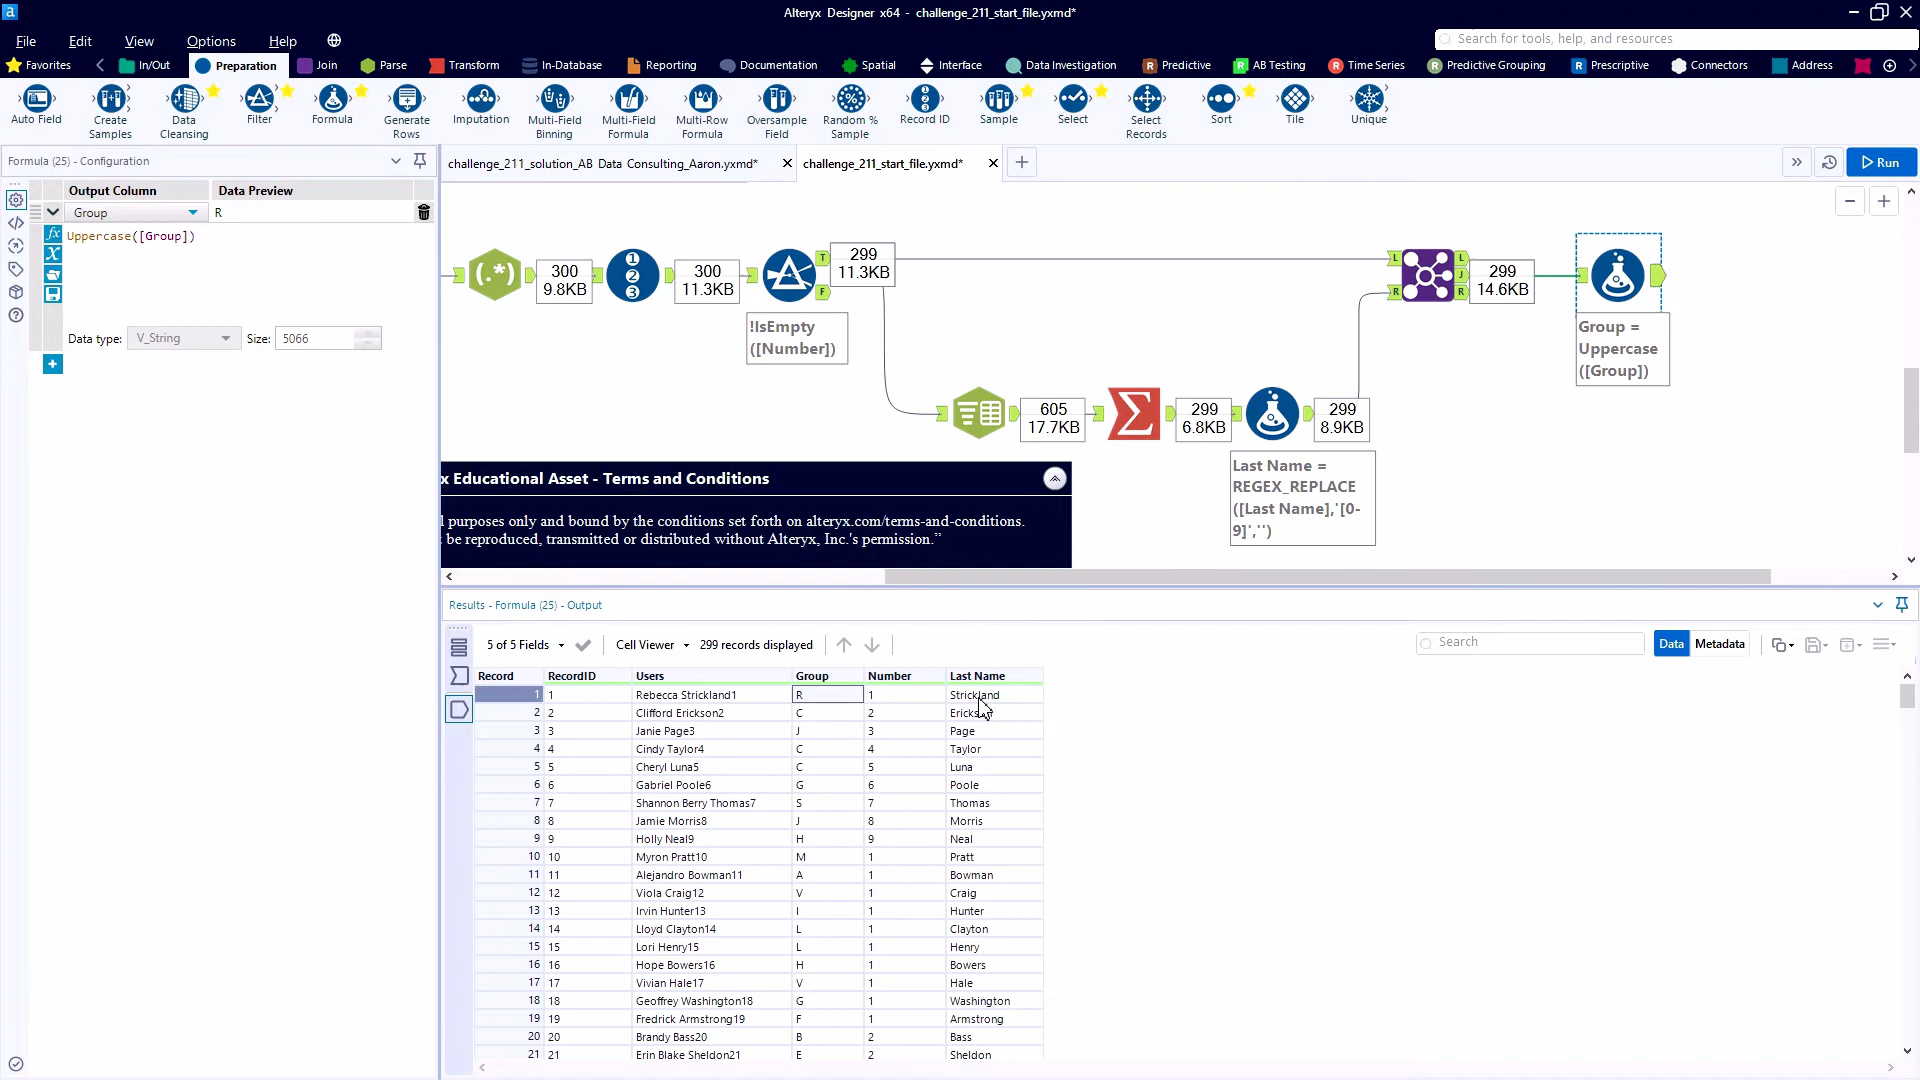 Alteryx Designer x64 - challenge_211_start_file.yxmd*
File Edit View Options Help
Search for tools, help, and resources
Favorites In/Out Preparation Join Parse Transform In-Database Reporting Documentation Spatial Interface Data Investigation Predictive AB Testing Time Series Predictive Grouping Prescriptive Connectors Address
Auto Field
Create Samples
Data Cleansing
Filter
Formula
Generate Rows
Imputation
Multi-Field Binning
Multi-Field Formula
Multi-Row Formula
Oversample Field
Random % Sample
Record ID
Sample
Select
Select Records
Sort
Tile
Unique
Formula (25) - Configuration
challenge_211_solution_AB Data Consulting_Aaron.yxmd*
challenge_211_start_file.yxmd*
Run
Output Column Data Preview
Group R
Uppercase([Group])
Data type: V_String Size: 5066
(.*)
300
9.8KB
1
2
3
300
11.3KB
T
F
299
11.3KB
!IsEmpty
([Number])
L
R
L
J
R
299
14.6KB
Group =
Uppercase
([Group])
605
17.7KB
299
6.8KB
299
8.9KB
Last Name =
REGEX_REPLACE
([Last Name],'[0-
9]','')
x Educational Asset - Terms and Conditions
l purposes only and bound by the conditions set forth on alteryx.com/terms-and-conditions.
t be reproduced, transmitted or distributed without Alteryx, Inc.'s permission.”
Results - Formula (25) - Output
5 of 5 Fields Cell Viewer 299 records displayed Search Data Metadata
Record RecordID Users Group Number Last Name
1 1 Rebecca Strickland1 R 1 Strickland
2 2 Clifford Erickson2 C 2
3 3 Janie Page3 J 3 Page
4 4 Cindy Taylor4 C 4 Taylor
5 5 Cheryl Luna5 C 5 Luna
6 6 Gabriel Poole6 G 6 Poole
7 7 Shannon Berry Thomas7 S 7 Thomas
8 8 Jamie Morris8 J 8 Morris
9 9 Holly Neal9 H 9 Neal
10 10 Myron Pratt10 M 1 Pratt
11 11 Alejandro Bowman11 A 1 Bowman
12 12 Viola Craig12 V 1 Craig
13 13 Irvin Hunter13 I 1 Hunter
14 14 Lloyd Clayton14 L 1 Clayton
15 15 Lori Henry15 L 1 Henry
16 16 Hope Bowers16 H 1 Bowers
17 17 Vivian Hale17 V 1 Hale
18 18 Geoffrey Washington18 G 1 Washington
19 19 Fredrick Armstrong19 F 1 Armstrong
20 20 Brandy Bass20 B 2 Bass
21 21 Erin Blake Sheldon21 E 2 Sheldon